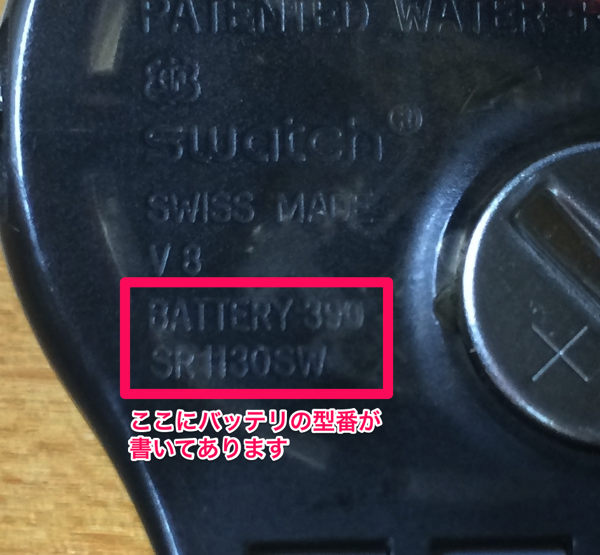 PATENTED WATER-R
swatch®
SWISS MADE
V8
BATTERY 390
SR1130SW
+
ここにバッテリの型番が
書いてあります